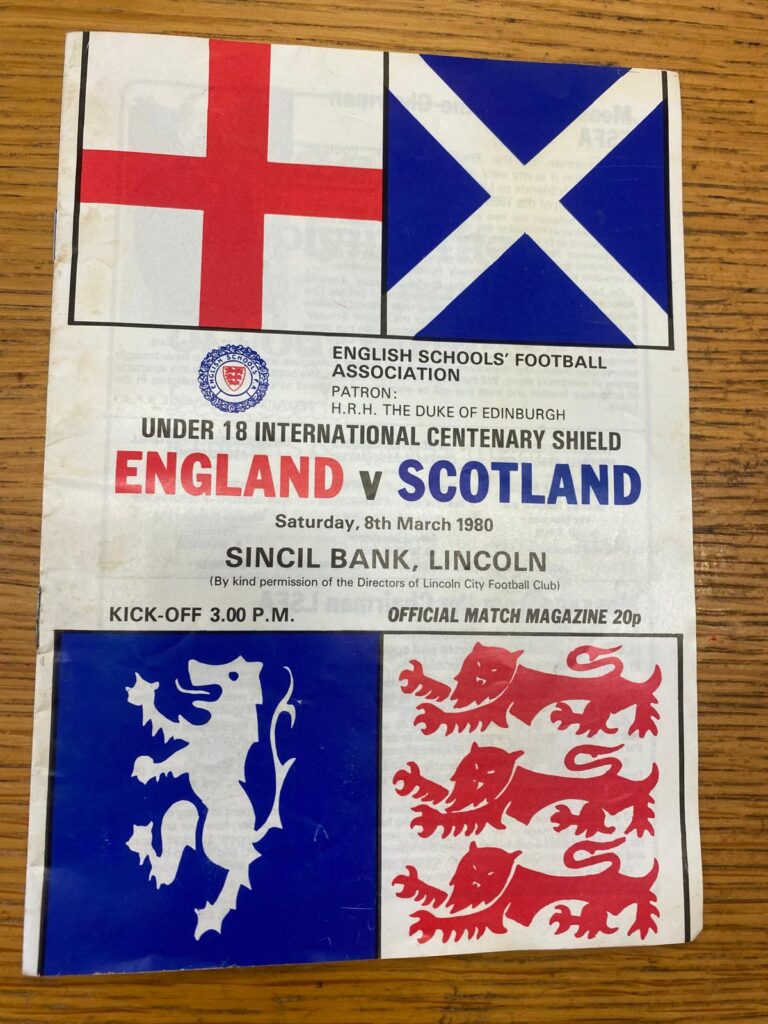 ENGLISH SCHOOLS' F.A.
ENGLISH SCHOOLS' FOOTBALL
ASSOCIATION
PATRON:
H.R.H. THE DUKE OF EDINBURGH
UNDER 18 INTERNATIONAL CENTENARY SHIELD
ENGLAND v SCOTLAND
Saturday, 8th March 1980
SINCIL BANK, LINCOLN
(By kind permission of the Directors of Lincoln City Football Club)
KICK-OFF 3.00 P.M.
OFFICIAL MATCH MAGAZINE 20p